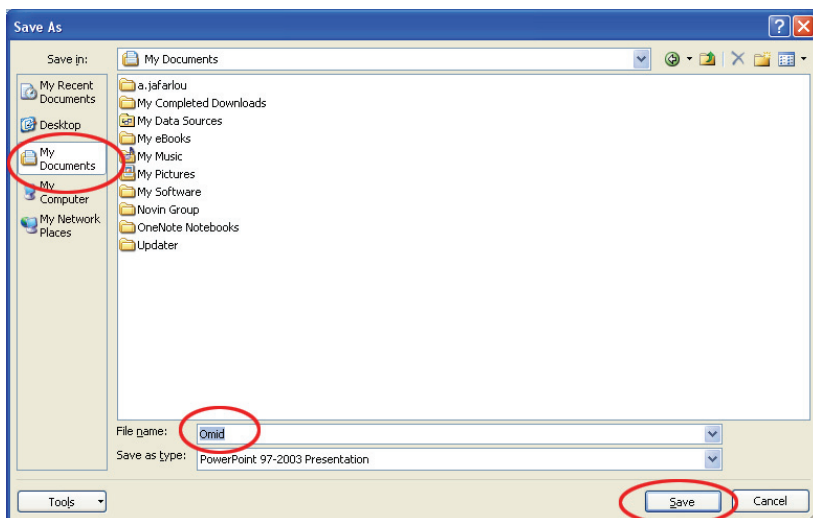 Save As
Save in:
My Documents
My Recent
Documents
Desktop
My
Documents
My
Computer
My Network
Places
a.jafarlou
My Completed Downloads
My Data Sources
My eBooks
My Music
My Pictures
My Software
Novin Group
OneNote Notebooks
Updater
File name:
Omid
Save as type:
PowerPoint 97-2003 Presentation
Tools
Save
Cancel